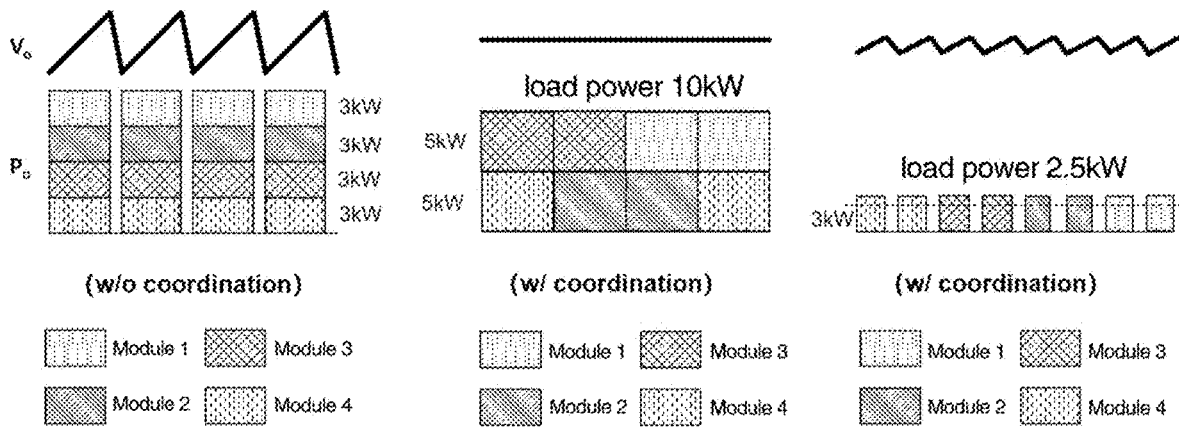 Vo
Po
3kW
3kW
3kW
3kW
(w/o coordination)
Module 1
Module 3
Module 2
Module 4
load power 10kW
5kW
5kW
(w/ coordination)
Module 1
Module 3
Module 2
Module 4
load power 2.5kW
3kW
(w/ coordination)
Module 1
Module 3
Module 2
Module 4